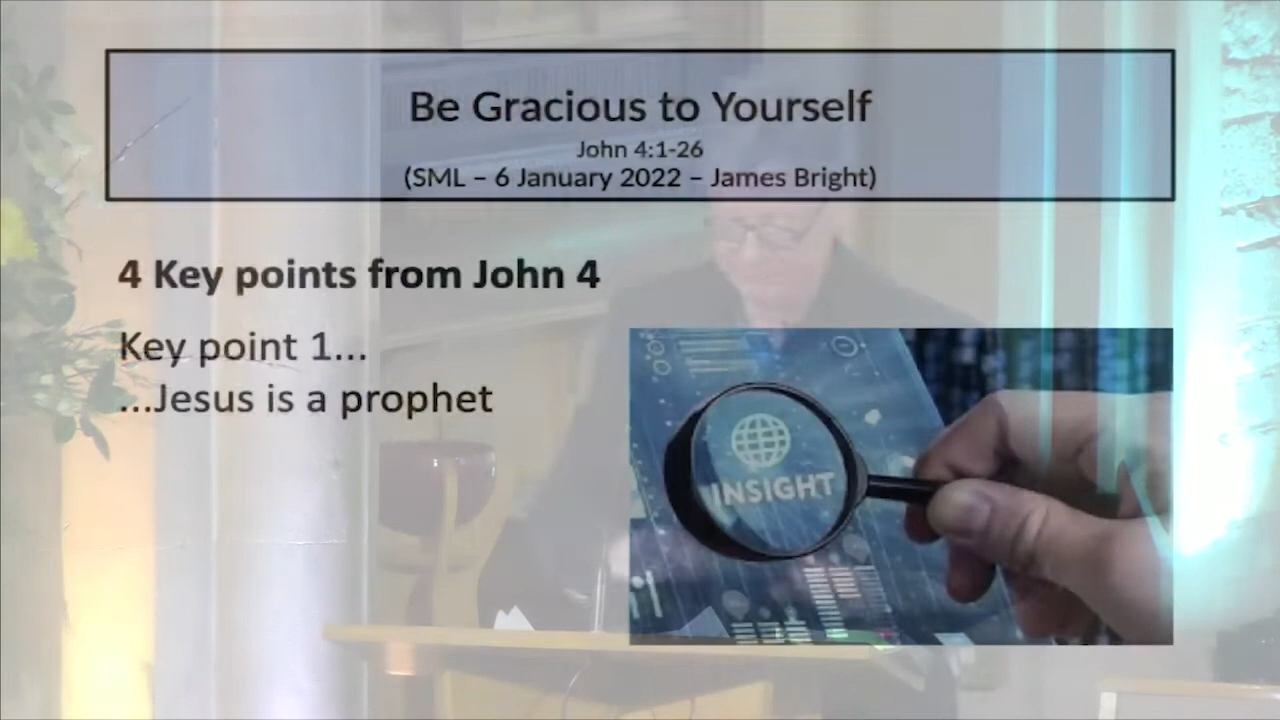 Be Gracious to Yourself
John 4:1-26
(SML – 6 January 2022 – James Bright)
4 Key points from John 4
Key point 1...
...Jesus is a prophet
INSIGHT